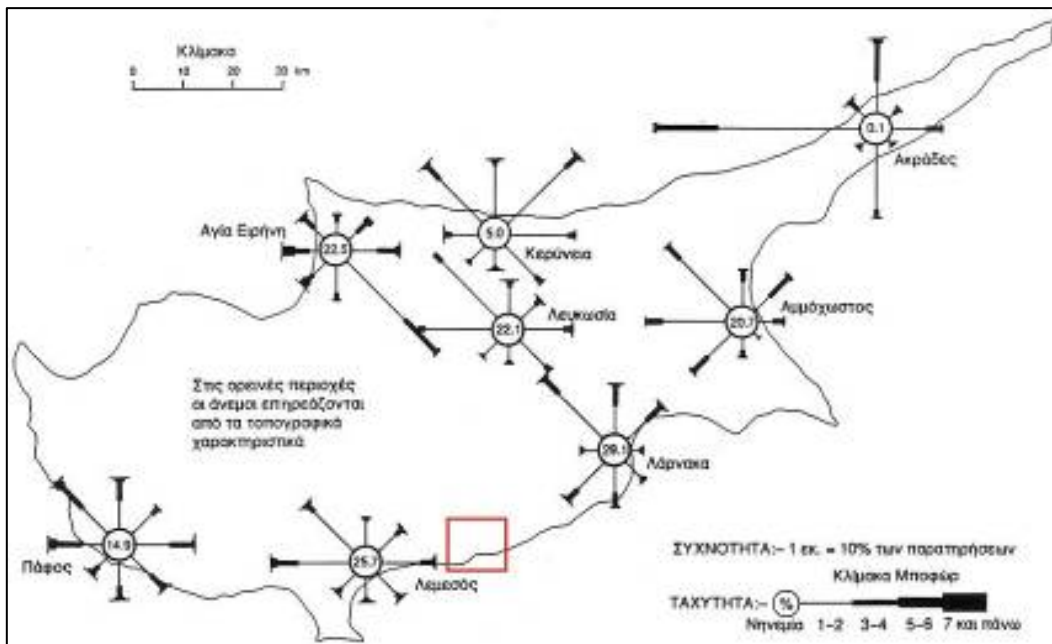 Κλίμακα
0 10 20 30 km
0.1
Ακράδες
Αγία Ειρήνη
22.5
5.0
Κερύνεια
Λευκωσία
22.1
Αμμόχωστος
20.7
Στις ορεινές περιοχές
οι άνεμοι επηρεάζονται
από τα τοπογραφικά
χαρακτηριστικά
Λάρνακα
14.9
Πάφος
25.7
Λεμεσός
ΣΥΧΝΟΤΗΤΑ:- 1 εκ. = 10% των παρατηρήσεων
Κλίμακα Μποφώρ
ΤΑΧΥΤΗΤΑ:- %
Νηνεμία 1-2 3-4 5-6 7 και πάνω